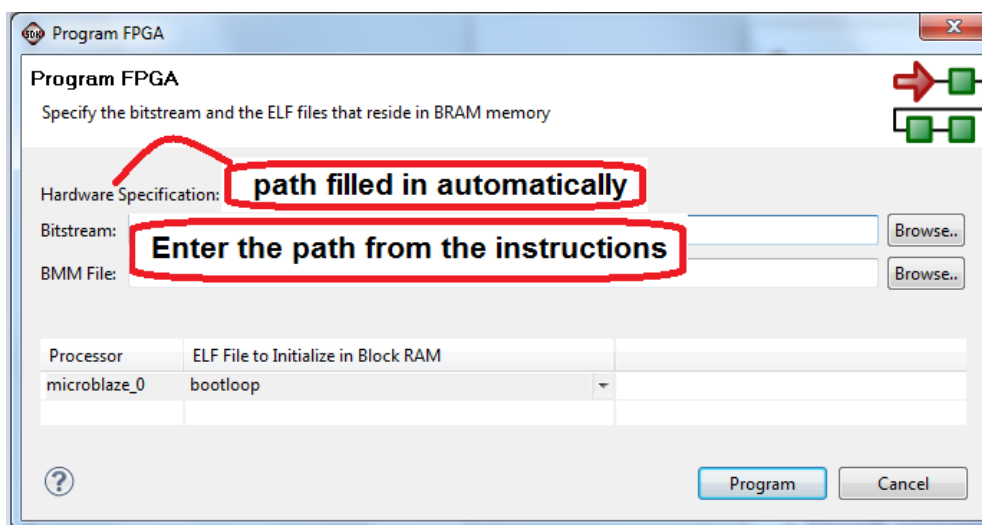 SDK Program FPGA
X
Program FPGA
Specify the bitstream and the ELF files that reside in BRAM memory
Hardware Specification: path filled in automatically
Bitstream: Enter the path from the instructions Browse..
BMM File: Browse..
Processor ELF File to Initialize in Block RAM
microblaze_0 bootloop
? Program Cancel